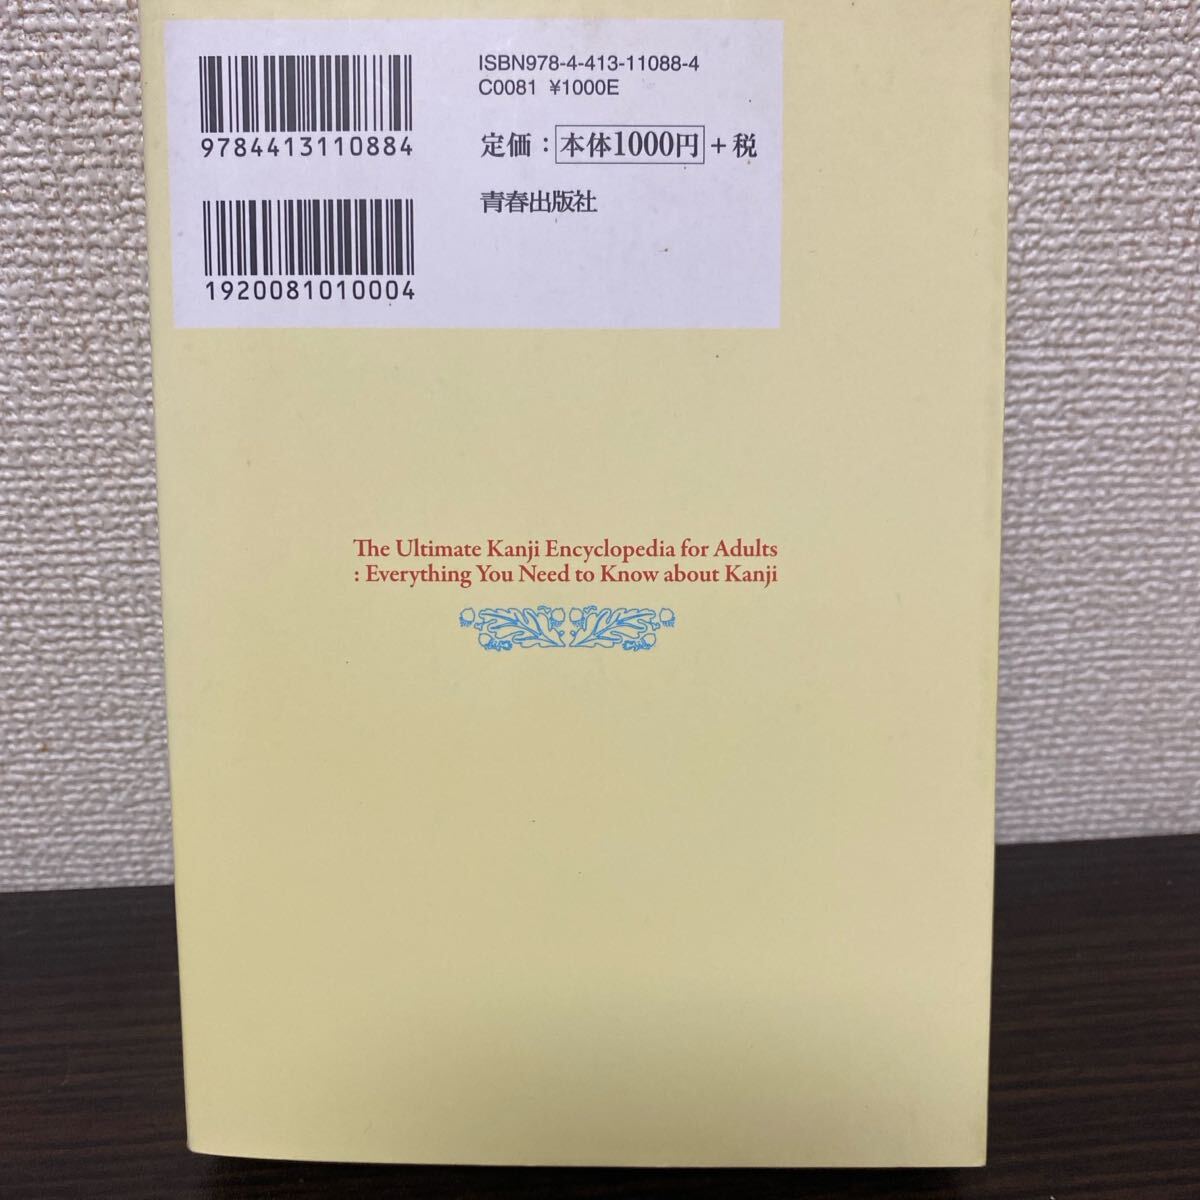 ISBN978-4-413-11088-4
C0081 ¥1000E
9784413110884
定価：本体1000円＋税
青春出版社
1920081010004
The Ultimate Kanji Encyclopedia for Adults
: Everything You Need to Know about Kanji